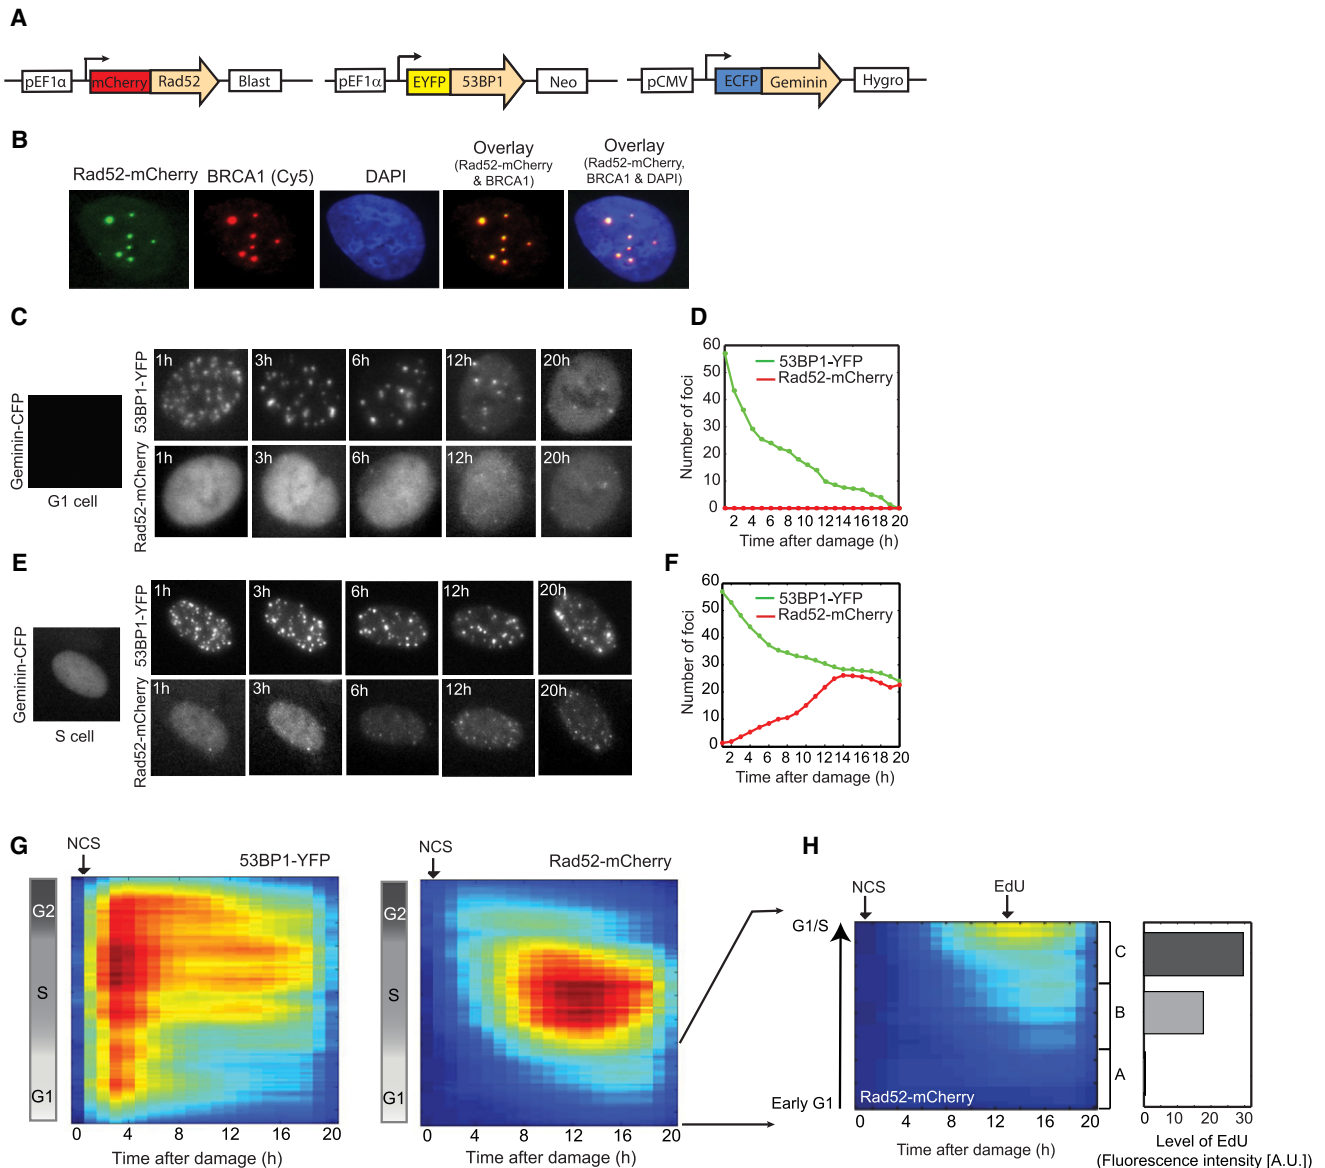 A
pEF1α
mCherry
Rad52
Blast
pEF1α
EYFP
53BP1
Neo
pCMV
ECFP
Geminin
Hygro
B
Rad52-mCherry
BRCA1 (Cy5)
DAPI
Overlay
(Rad52-mCherry
& BRCA1)
Overlay
(Rad52-mCherry,
BRCA1 & DAPI)
C
Geminin-CFP
G1 cell
53BP1-YFP
1h
3h
6h
12h
20h
Rad52-mCherry
1h
3h
6h
12h
20h
D
Number of foci
60
50
40
30
20
10
0
53BP1-YFP
Rad52-mCherry
2 4 6 8 10 12 14 16 18 20
Time after damage (h)
E
Geminin-CFP
S cell
53BP1-YFP
1h
3h
6h
12h
20h
Rad52-mCherry
1h
3h
6h
12h
20h
F
Number of foci
60
50
40
30
20
10
0
53BP1-YFP
Rad52-mCherry
2 4 6 8 10 12 14 16 18 20
Time after damage (h)
G
NCS
53BP1-YFP
G2
S
G1
0 4 8 12 16 20
Time after damage (h)
NCS
Rad52-mCherry
G2
S
G1
0 4 8 12 16 20
Time after damage (h)
H
NCS
EdU
G1/S
Early G1
Rad52-mCherry
0 4 8 12 16 20
Time after damage (h)
C
B
A
0 10 20 30
Level of EdU
(Fluorescence intensity [A.U.])